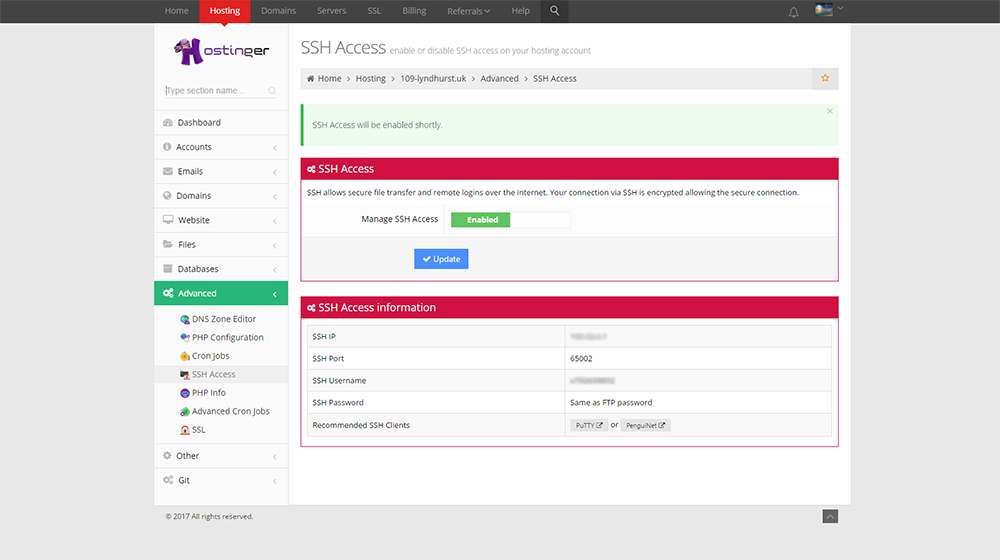 Home Hosting Domains Servers SSL Billing Referrals Help
Hostinger
Type section name...
Dashboard
Accounts
Emails
Domains
Website
Files
Databases
Advanced
DNS Zone Editor
PHP Configuration
Cron Jobs
SSH Access
PHP Info
Advanced Cron Jobs
SSL
Other
Git
SSH Access enable or disable SSH access on your hosting account
Home > Hosting > 109-lyndhurst.uk > Advanced > SSH Access
SSH Access will be enabled shortly.
×
SSH Access
SSH allows secure file transfer and remote logins over the internet. Your connection via SSH is encrypted allowing the secure connection.
Manage SSH Access Enabled
Update
SSH Access information
SSH IP
SSH Port 65002
SSH Username
SSH Password Same as FTP password
Recommended SSH Clients PuTTY or PenguiNet
© 2017 All rights reserved.